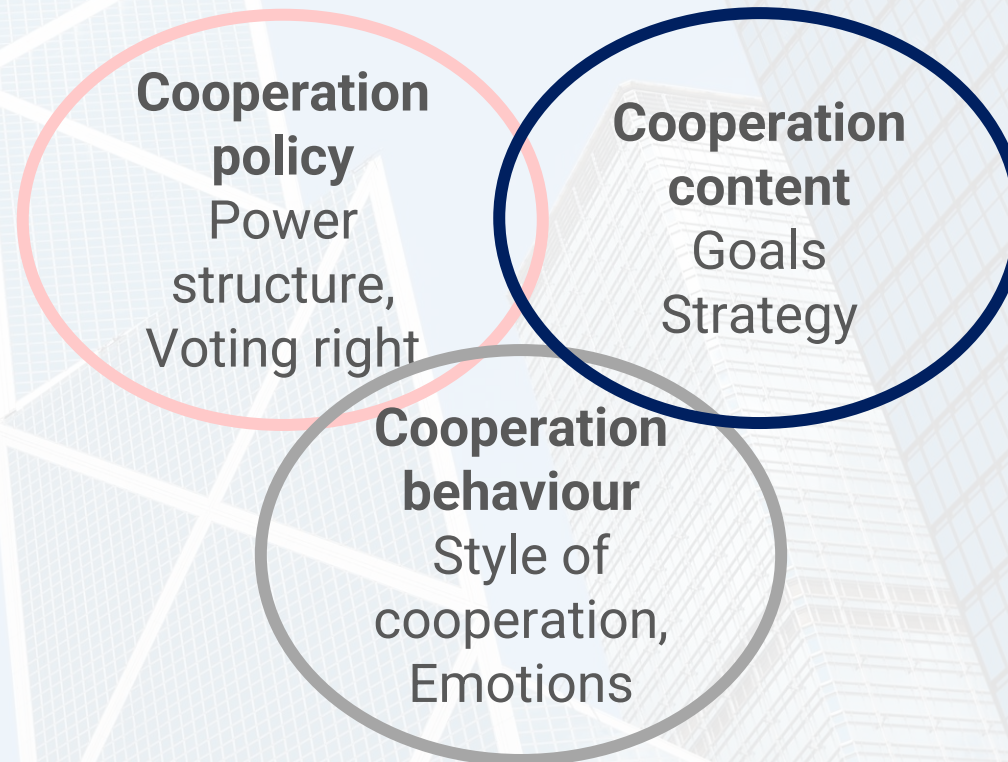 Cooperation
policy
Power
structure,
Voting right
Cooperation
content
Goals
Strategy
Cooperation
behaviour
Style of
cooperation,
Emotions